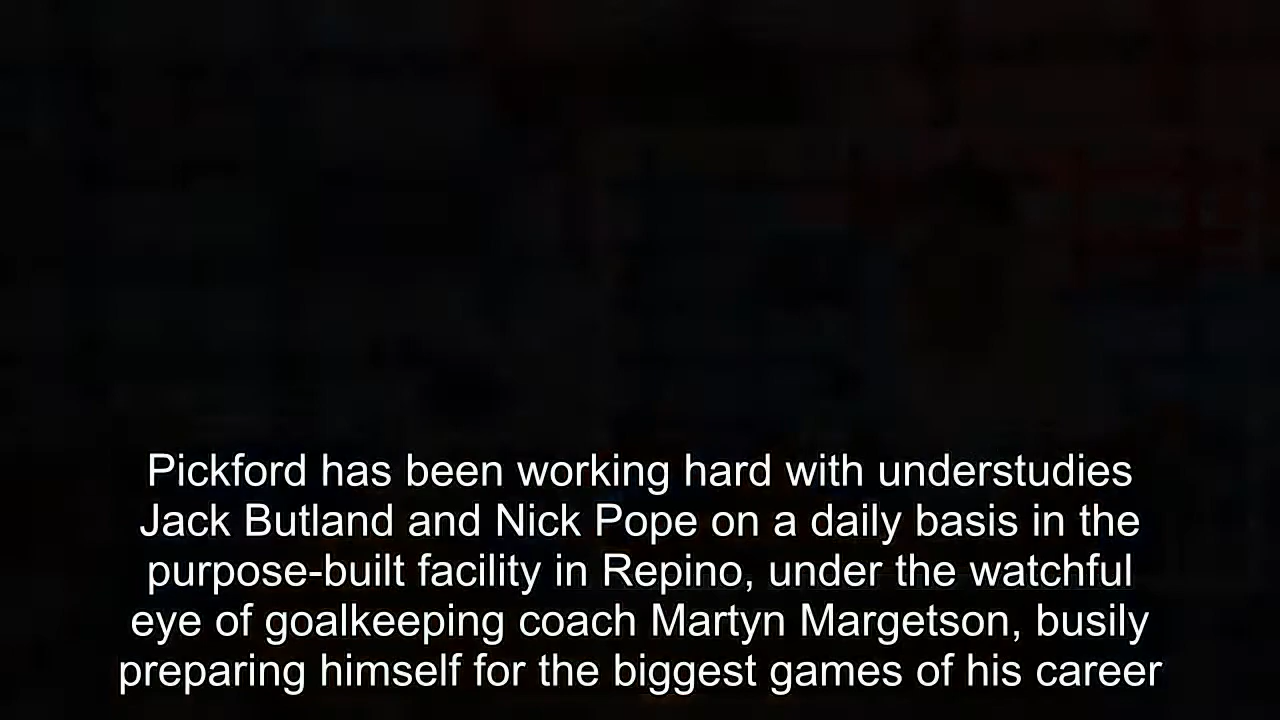 Pickford has been working hard with understudies
Jack Butland and Nick Pope on a daily basis in the
purpose-built facility in Repino, under the watchful
eye of goalkeeping coach Martyn Margetson, busily
preparing himself for the biggest games of his career